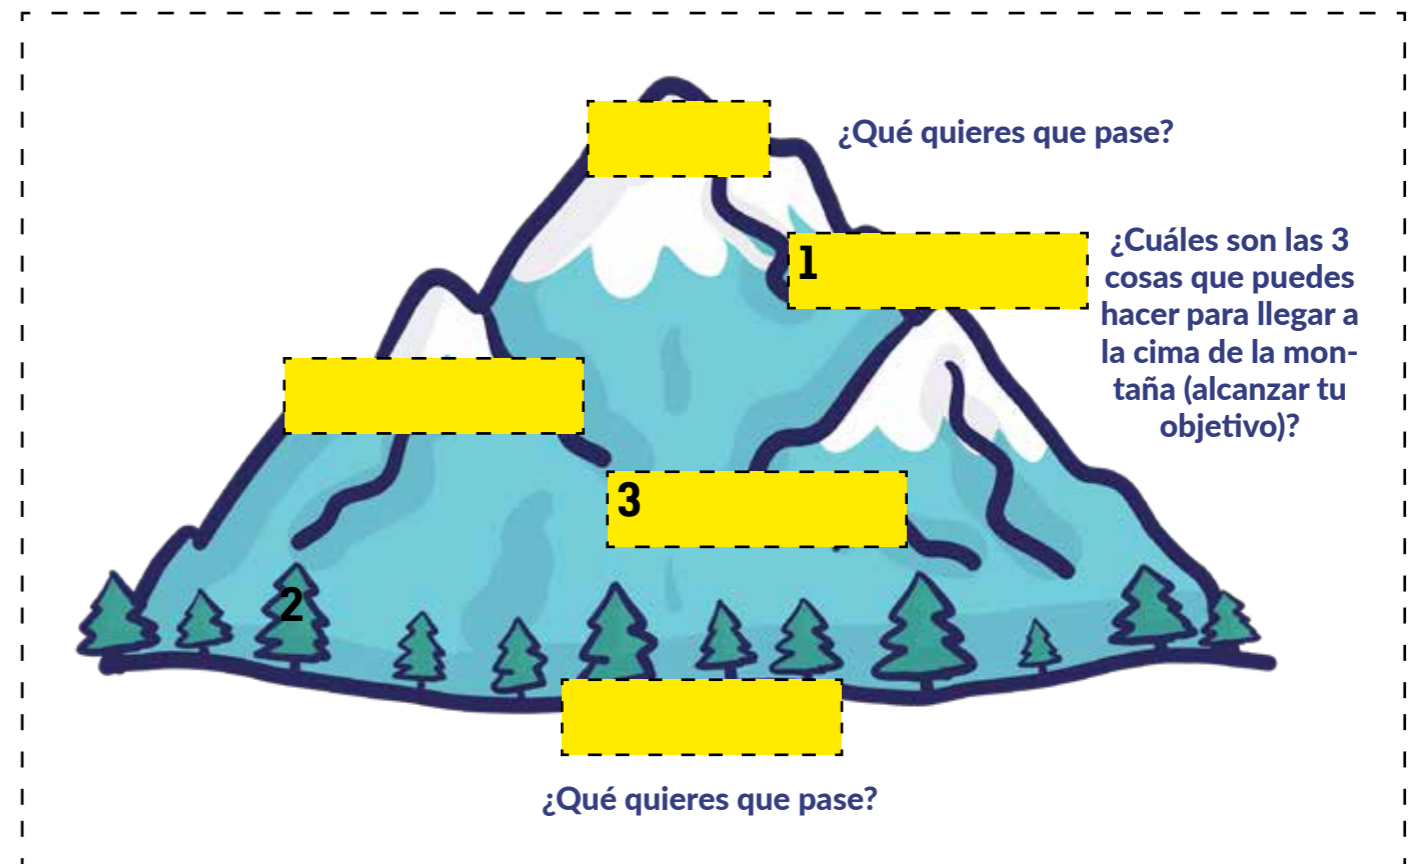 ¿Qué quieres que pase?
1
¿Cuáles son las 3
cosas que puedes
hacer para llegar a
la cima de la mon-
taña (alcanzar tu
objetivo)?
3
2
¿Qué quieres que pase?